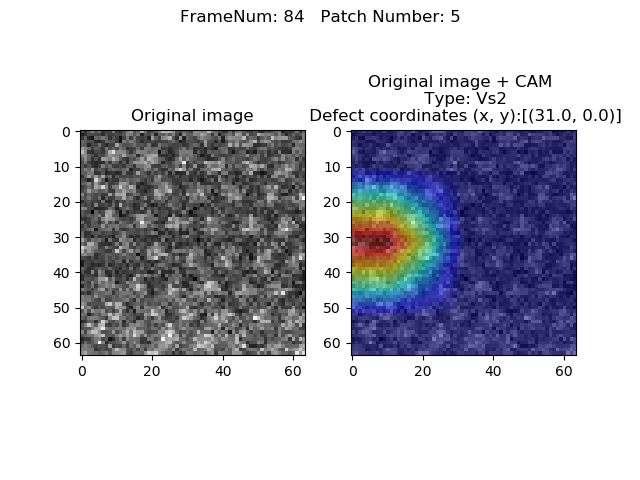 FrameNum: 84   Patch Number: 5
Original image
Original image + CAM
Type: Vs2
Defect coordinates (x, y):[(31.0, 0.0)]
0
10
20
30
40
50
60
0 20 40 60
0
10
20
30
40
50
60
0 20 40 60